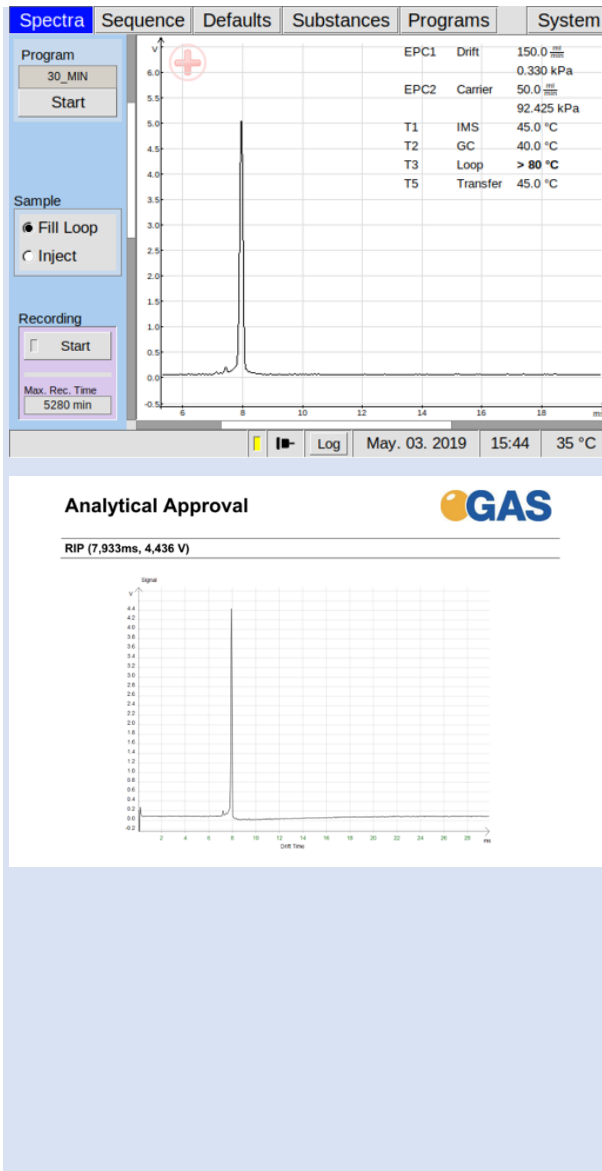 Spectra Sequence Defaults Substances Programs System
Program
30_MIN
Start
Sample
Fill Loop
Inject
Recording
Start
Max. Rec. Time
5280 min
V
6.0
5.5
5.0
4.5
4.0
3.5
3.0
2.5
2.0
1.5
1.0
0.5
0.0
-0.5
6 8 10 12 14 16 18 ms
EPC1 Drift 150.0 ml/min
0.330 kPa
EPC2 Carrier 50.0 ml/min
92.425 kPa
T1 IMS 45.0 °C
T2 GC 40.0 °C
T3 Loop > 80 °C
T5 Transfer 45.0 °C
Log May. 03. 2019 15:44 35 °C
Analytical Approval
GAS
RIP (7,933ms, 4,436 V)
Signal
V
4.4
4.2
4.0
3.8
3.6
3.4
3.2
3.0
2.8
2.6
2.4
2.2
2.0
1.8
1.6
1.4
1.2
1.0
0.8
0.6
0.4
0.2
0.0
-0.2
2 4 6 8 10 12 14 16 18 20 22 24 26 28 ms
Drift Time